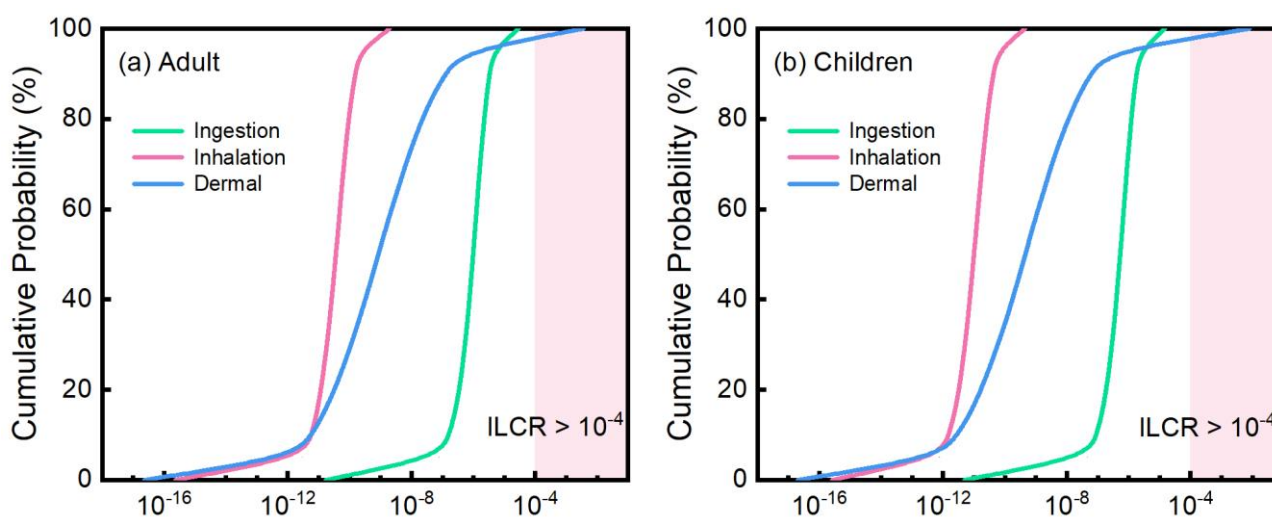 (a) Adult
Cumulative Probability (%)
100
80
60
40
20
0
Ingestion
Inhalation
Dermal
ILCR > 10⁻⁴
10⁻¹⁶
10⁻¹²
10⁻⁸
10⁻⁴
(b) Children
Cumulative Probability (%)
100
80
60
40
20
0
Ingestion
Inhalation
Dermal
ILCR > 10⁻⁴
10⁻¹⁶
10⁻¹²
10⁻⁸
10⁻⁴